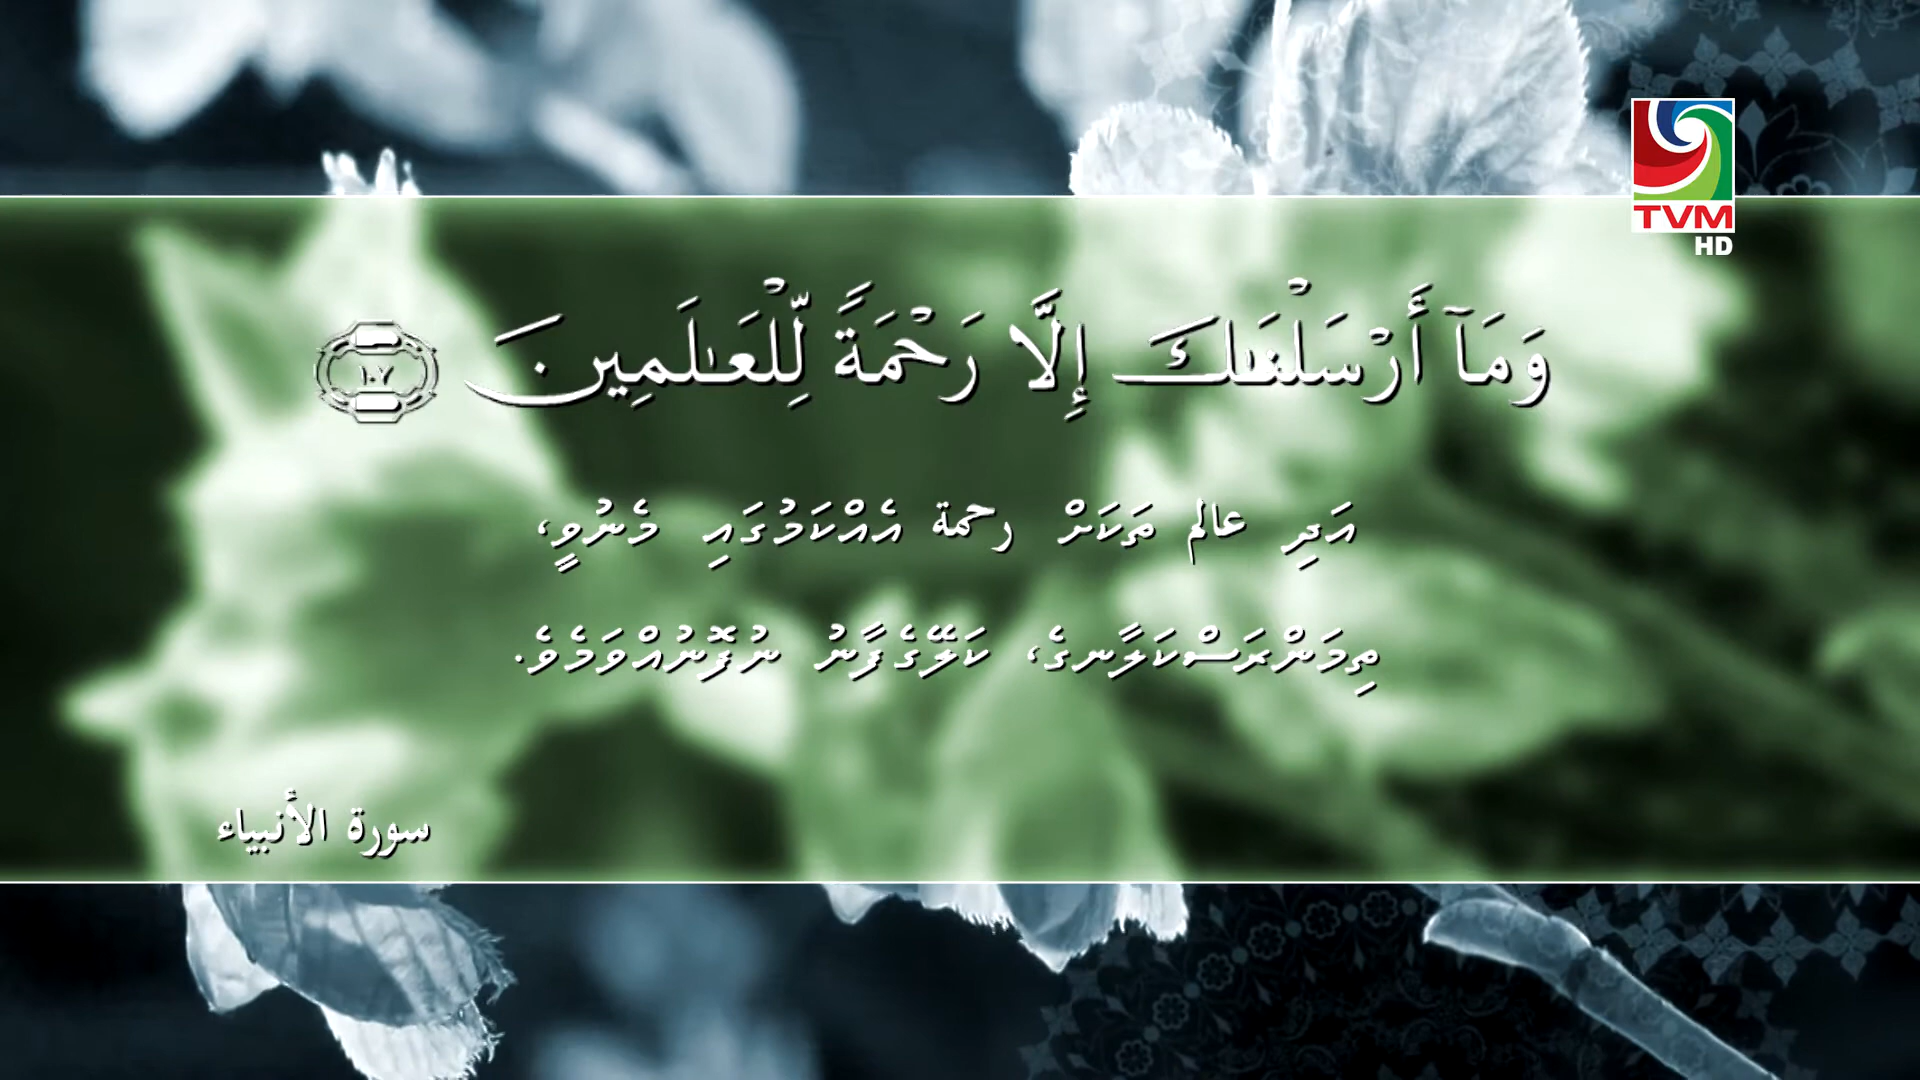 TVM
HD
وَمَآ أَرْسَلْنَٰكَ إِلَّا رَحْمَةً لِّلْعَٰلَمِينَ ١٠٧
އަދި عالم ތަކަށް رحمة އެއްކަމުގައި މެނުވީ،
ތިމަންރަސްކަލާނގެ، ކަލޭގެފާނު ނުފޮނުއްވަމެވެ.
سورة الأنبياء